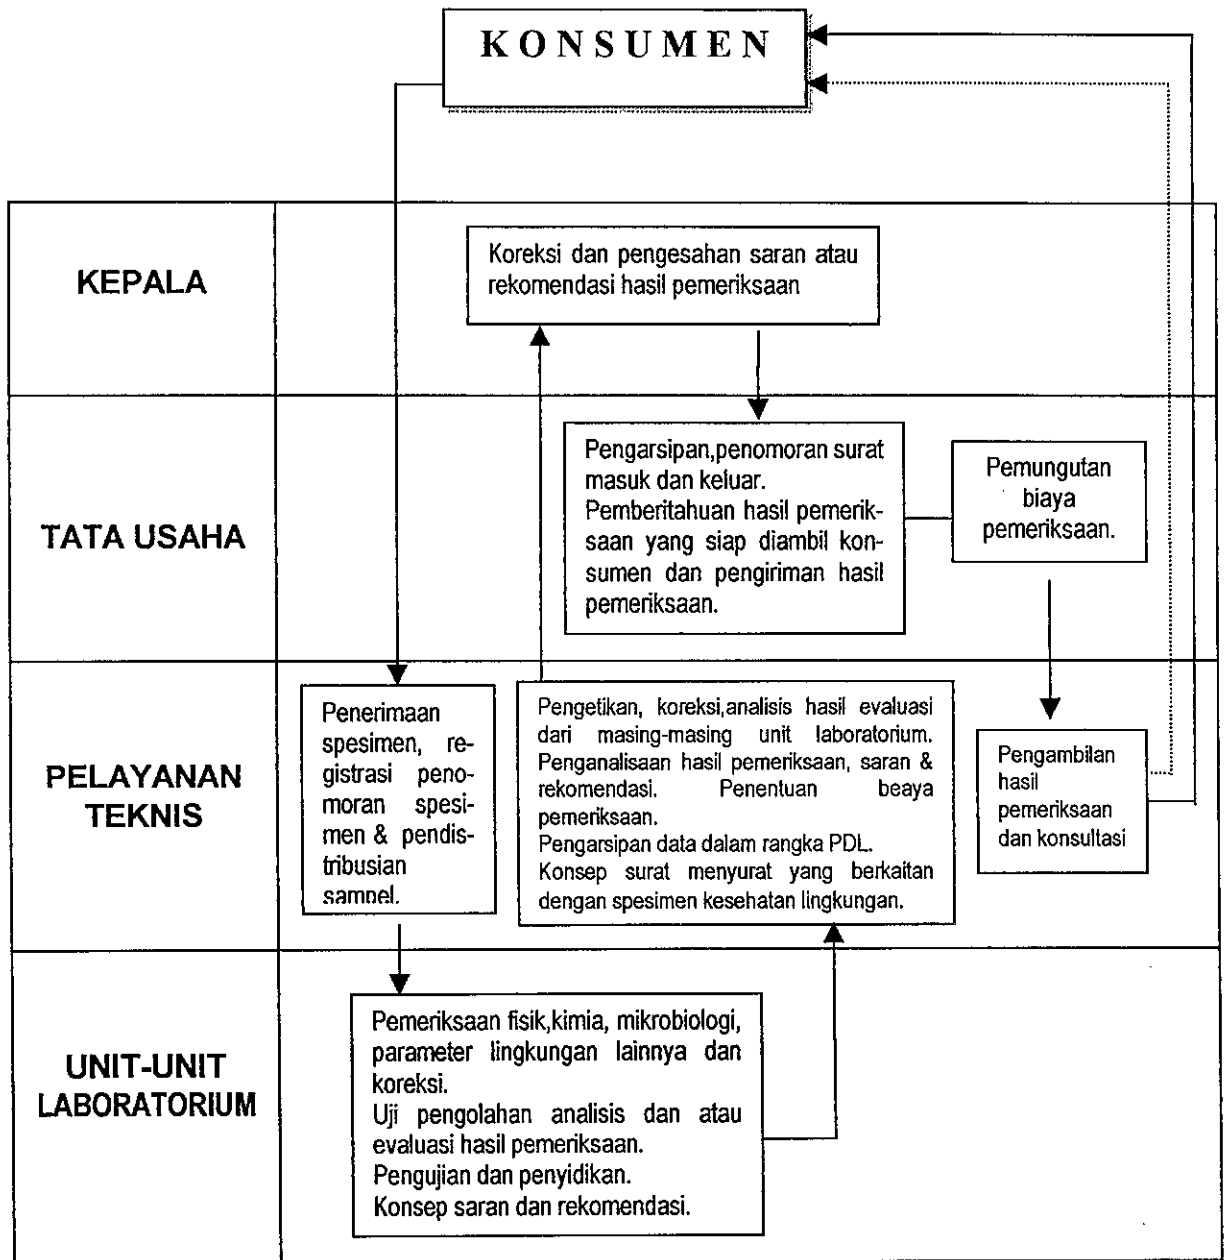 K O N S U M E N
KEPALA
Koreksi dan pengesahan saran atau
rekomendasi hasil pemeriksaan
TATA USAHA
Pengarsipan,penomoran surat
masuk dan keluar.
Pemberitahuan hasil pemerik-
saan yang siap diambil kon-
sumen dan pengiriman hasil
pemeriksaan.
Pemungutan
biaya
pemeriksaan.
PELAYANAN
TEKNIS
Penerimaan
spesimen, re-
gistrasi peno-
moran spesi-
men & pendis-
tribusian
sampel.
Pengetikan, koreksi,analisis hasil evaluasi
dari masing-masing unit laboratorium.
Penganalisaan hasil pemeriksaan, saran &
rekomendasi. Penentuan beaya
pemeriksaan.
Pengarsipan data dalam rangka PDL.
Konsep surat menyurat yang berkaitan
dengan spesimen kesehatan lingkungan.
Pengambilan
hasil
pemeriksaan
dan konsultasi
UNIT-UNIT
LABORATORIUM
Pemeriksaan fisik,kimia, mikrobiologi,
parameter lingkungan lainnya dan
koreksi.
Uji pengolahan analisis dan atau
evaluasi hasil pemeriksaan.
Pengujian dan penyidikan.
Konsep saran dan rekomendasi.